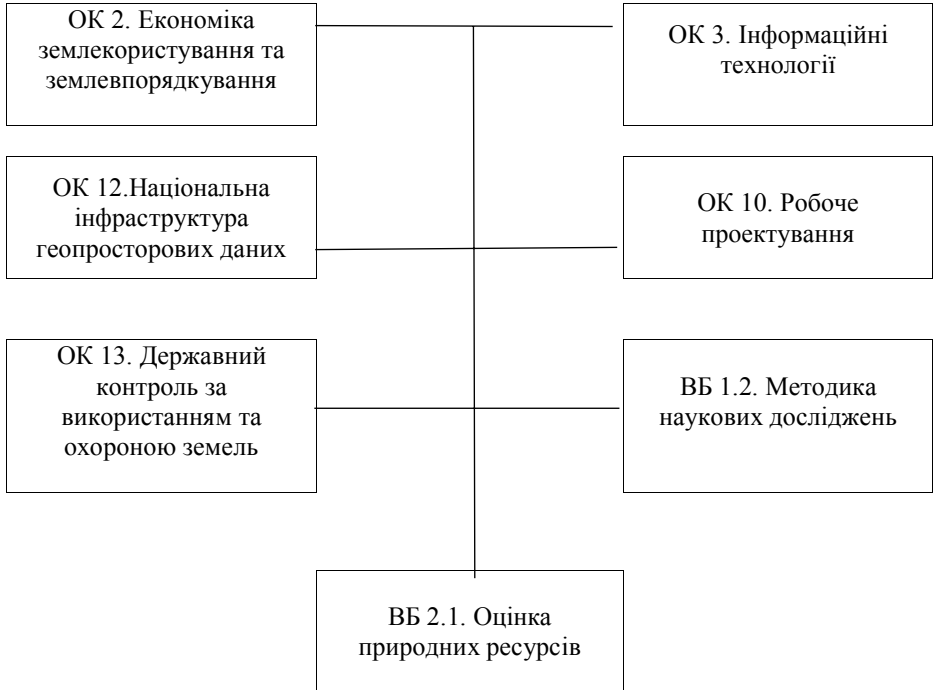 ОК 2. Економіка
землекористування та
землевпорядкування
ОК 3. Інформаційні
технології
ОК 12.Національна
інфраструктура
геопросторових даних
ОК 10. Робоче
проектування
ОК 13. Державний
контроль за
використанням та
охороною земель
ВБ 1.2. Методика
наукових досліджень
ВБ 2.1. Оцінка
природних ресурсів